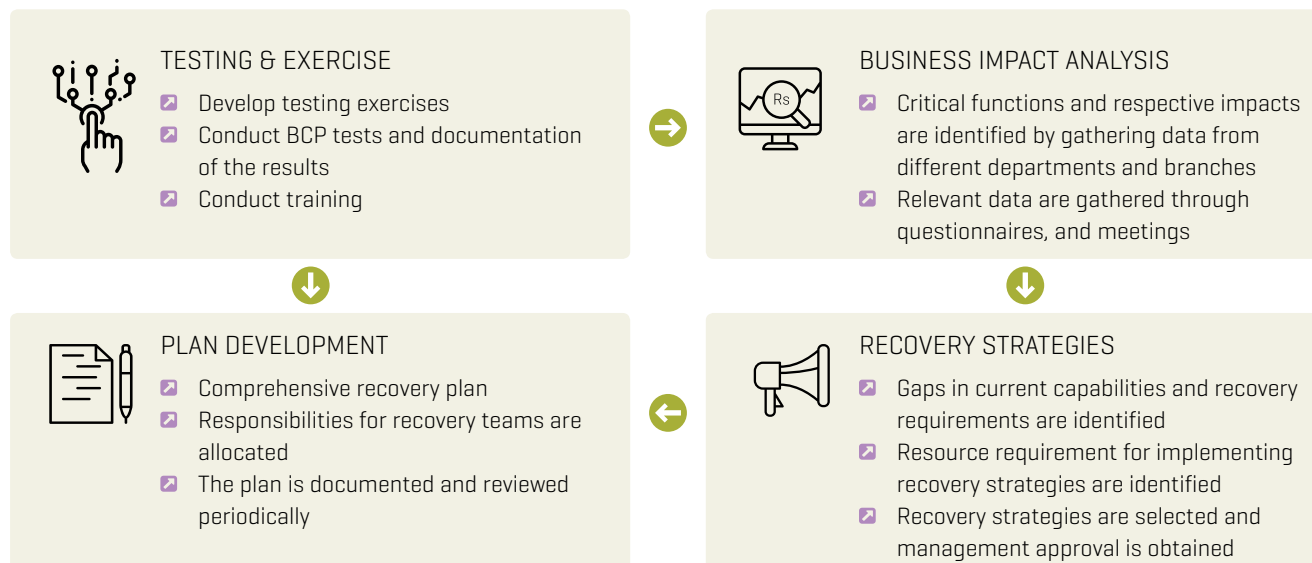 TESTING & EXERCISE
Develop testing exercises
Conduct BCP tests and documentation
of the results
Conduct training
BUSINESS IMPACT ANALYSIS
Rs
Critical functions and respective impacts
are identified by gathering data from
different departments and branches
Relevant data are gathered through
questionnaires, and meetings
PLAN DEVELOPMENT
Comprehensive recovery plan
Responsibilities for recovery teams are
allocated
The plan is documented and reviewed
periodically
RECOVERY STRATEGIES
Gaps in current capabilities and recovery
requirements are identified
Resource requirement for implementing
recovery strategies are identified
Recovery strategies are selected and
management approval is obtained